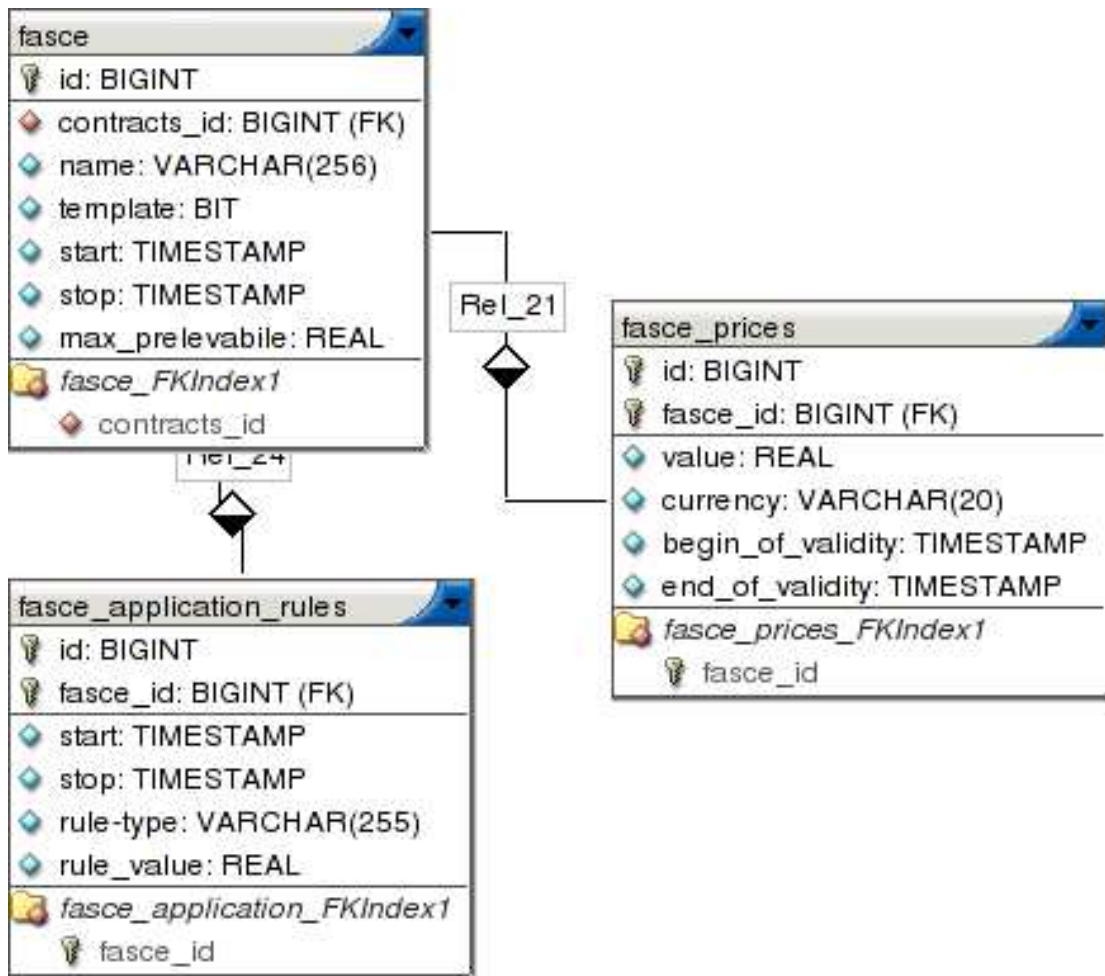 fasce
id: BIGINT
contracts_id: BIGINT (FK)
name: VARCHAR(256)
template: BIT
start: TIMESTAMP
stop: TIMESTAMP
max_prelevabile: REAL
fasce_FKIndex1
contracts_id
Rel_21
Rel_24
fasce_prices
id: BIGINT
fasce_id: BIGINT (FK)
value: REAL
currency: VARCHAR(20)
begin_of_validity: TIMESTAMP
end_of_validity: TIMESTAMP
fasce_prices_FKIndex1
fasce_id
fasce_application_rules
id: BIGINT
fasce_id: BIGINT (FK)
start: TIMESTAMP
stop: TIMESTAMP
rule-type: VARCHAR(255)
rule_value: REAL
fasce_application_FKIndex1
fasce_id